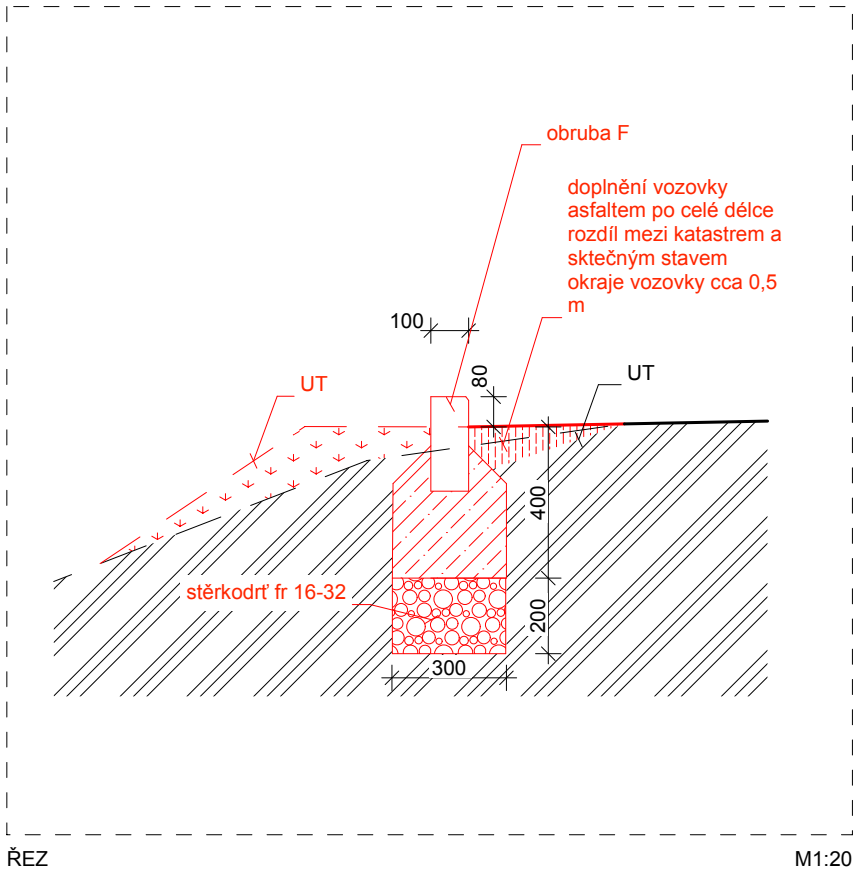 obruba F
doplnění vozovky
asfaltem po celé délce
rozdíl mezi katastrem a
sktečným stavem
okraje vozovky cca 0,5
m
100
80
UT
UT
400
stěrkodrť fr 16-32
200
300
ŘEZ
M1:20